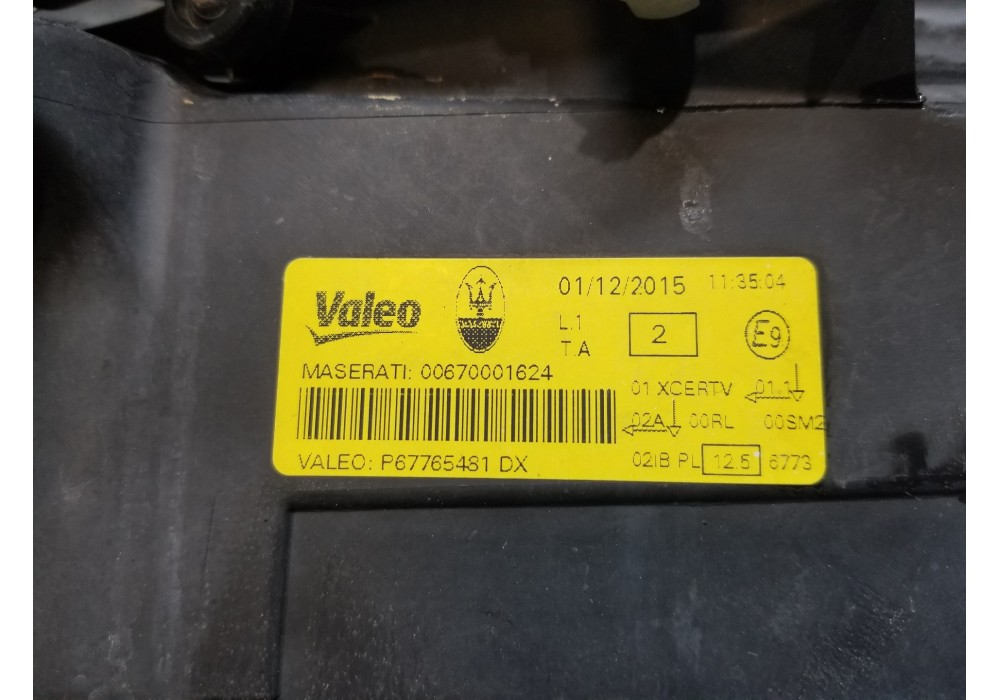 Valeo
01/12/2015 11:35:04
L.1
T.A
2
E9
MASERATI: 00670001624
01 XCERTV 01.1
02A 00RL 00SM2
VALEO: P67765481 DX
02IB PL 12.5 6773